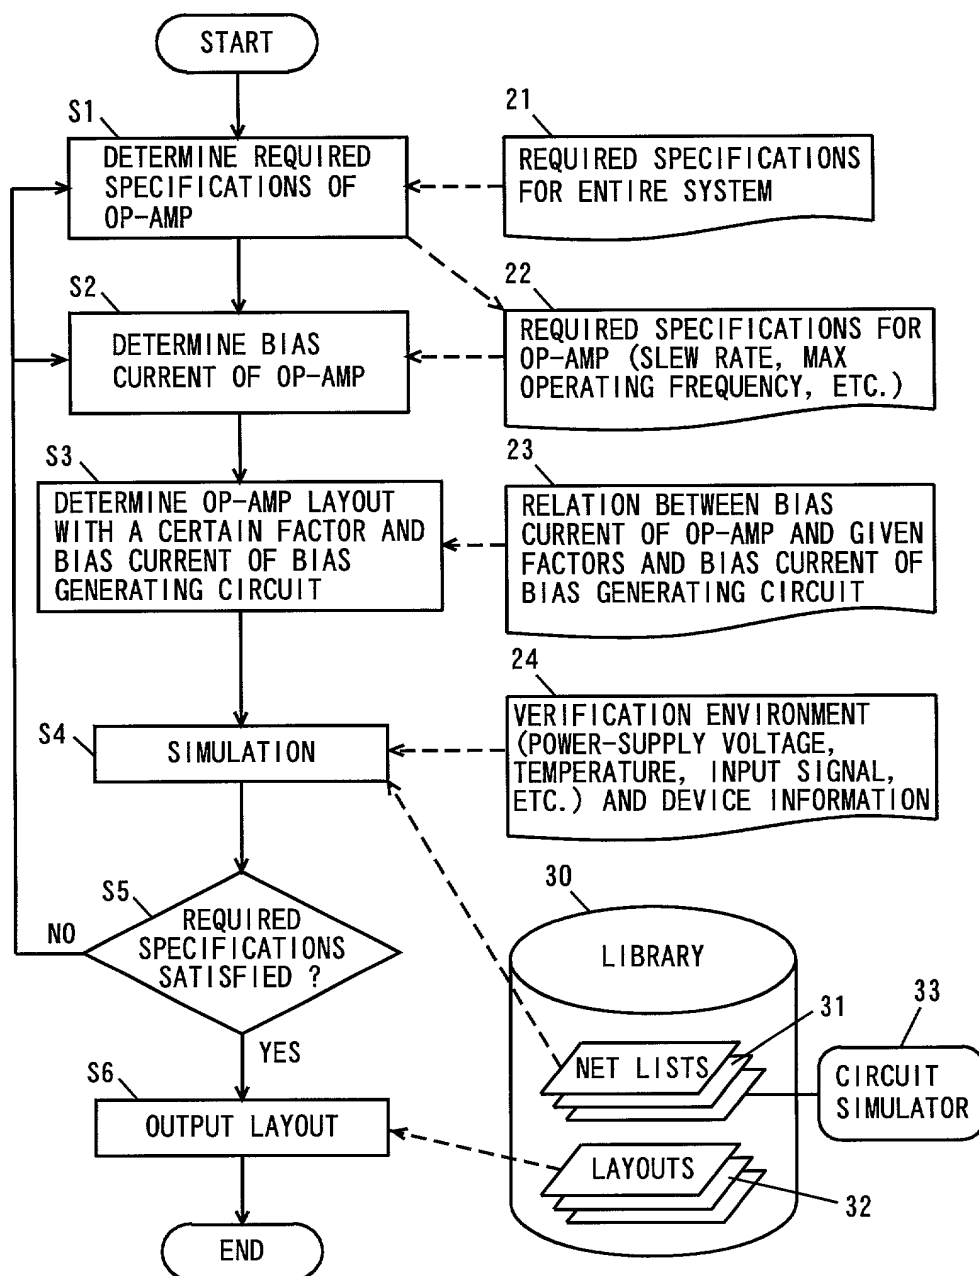 START
S1
DETERMINE REQUIRED
SPECIFICATIONS OF
OP-AMP
21
REQUIRED SPECIFICATIONS
FOR ENTIRE SYSTEM
S2
DETERMINE BIAS
CURRENT OF OP-AMP
22
REQUIRED SPECIFICATIONS FOR
OP-AMP (SLEW RATE, MAX
OPERATING FREQUENCY, ETC.)
S3
DETERMINE OP-AMP LAYOUT
WITH A CERTAIN FACTOR AND
BIAS CURRENT OF BIAS
GENERATING CIRCUIT
23
RELATION BETWEEN BIAS
CURRENT OF OP-AMP AND GIVEN
FACTORS AND BIAS CURRENT OF
BIAS GENERATING CIRCUIT
S4
SIMULATION
24
VERIFICATION ENVIRONMENT
(POWER-SUPPLY VOLTAGE,
TEMPERATURE, INPUT SIGNAL,
ETC.) AND DEVICE INFORMATION
S5
REQUIRED
SPECIFICATIONS
SATISFIED ?
NO
YES
30
LIBRARY
31
NET LISTS
33
CIRCUIT
SIMULATOR
S6
OUTPUT LAYOUT
LAYOUTS
32
END